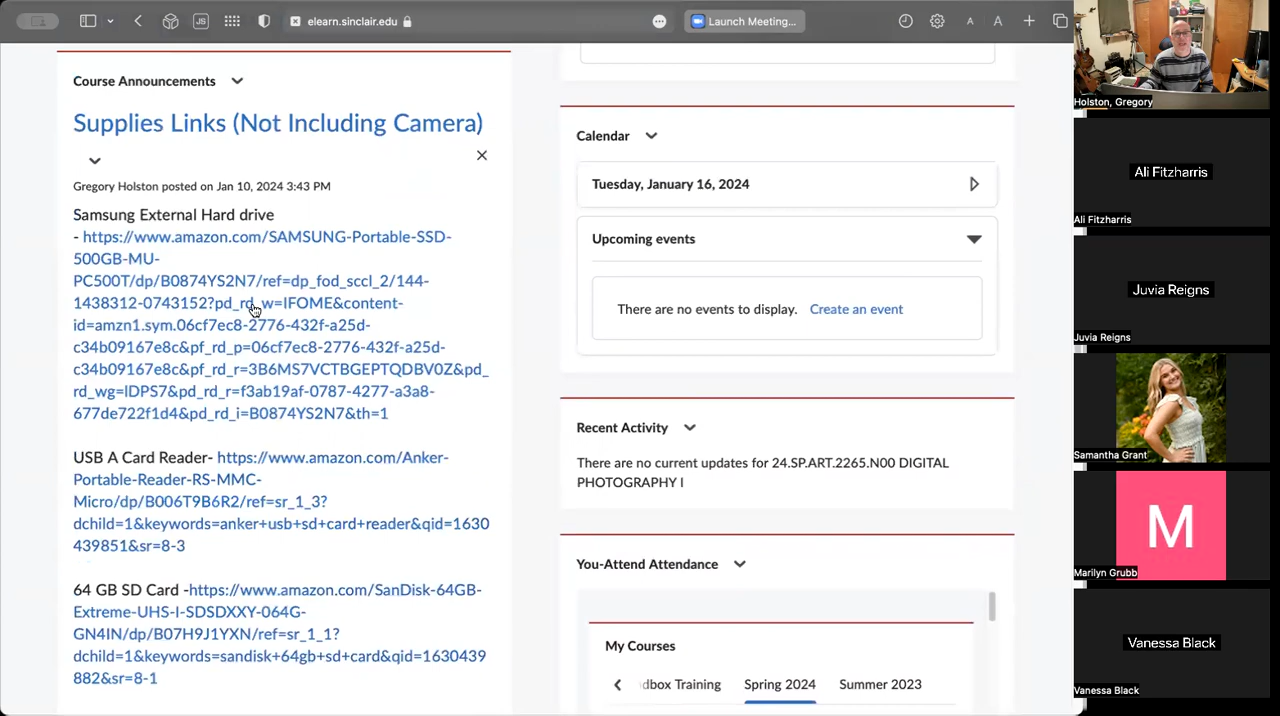 JS
elearn.sinclair.edu
Launch Meeting...
A
A
Course Announcements
Supplies Links (Not Including Camera)
Gregory Holston posted on Jan 10, 2024 3:43 PM
Samsung External Hard drive
- https://www.amazon.com/SAMSUNG-Portable-SSD-
500GB-MU-
PC500T/dp/B0874YS2N7/ref=dp_fod_sccl_2/144-
1438312-0743152?pd_rd_w=IFOME&content-
id=amzn1.sym.06cf7ec8-2776-432f-a25d-
c34b09167e8c&pf_rd_p=06cf7ec8-2776-432f-a25d-
c34b09167e8c&pf_rd_r=3B6MS7VCTBGEPTQDBV0Z&pd_
rd_wg=lDPS7&pd_rd_r=f3ab19af-0787-4277-a3a8-
677de722f1d4&pd_rd_i=B0874YS2N7&th=1
USB A Card Reader- https://www.amazon.com/Anker-
Portable-Reader-RS-MMC-
Micro/dp/B006T9B6R2/ref=sr_1_3?
dchild=1&keywords=anker+usb+sd+card+reader&qid=1630
439851&sr=8-3
64 GB SD Card -https://www.amazon.com/SanDisk-64GB-
Extreme-UHS-I-SDSDXXY-064G-
GN4IN/dp/B07H9J1YXN/ref=sr_1_1?
dchild=1&keywords=sandisk+64gb+sd+card&qid=1630439
882&sr=8-1
Calendar
Tuesday, January 16, 2024
Upcoming events
There are no events to display. Create an event
Recent Activity
There are no current updates for 24.SP.ART.2265.N00 DIGITAL
PHOTOGRAPHY I
You-Attend Attendance
My Courses
dbox Training Spring 2024 Summer 2023
Holston, Gregory
Ali Fitzharris
Ali Fitzharris
Juvia Reigns
Juvia Reigns
Samantha Grant
M
Marilyn Grubb
Vanessa Black
Vanessa Black